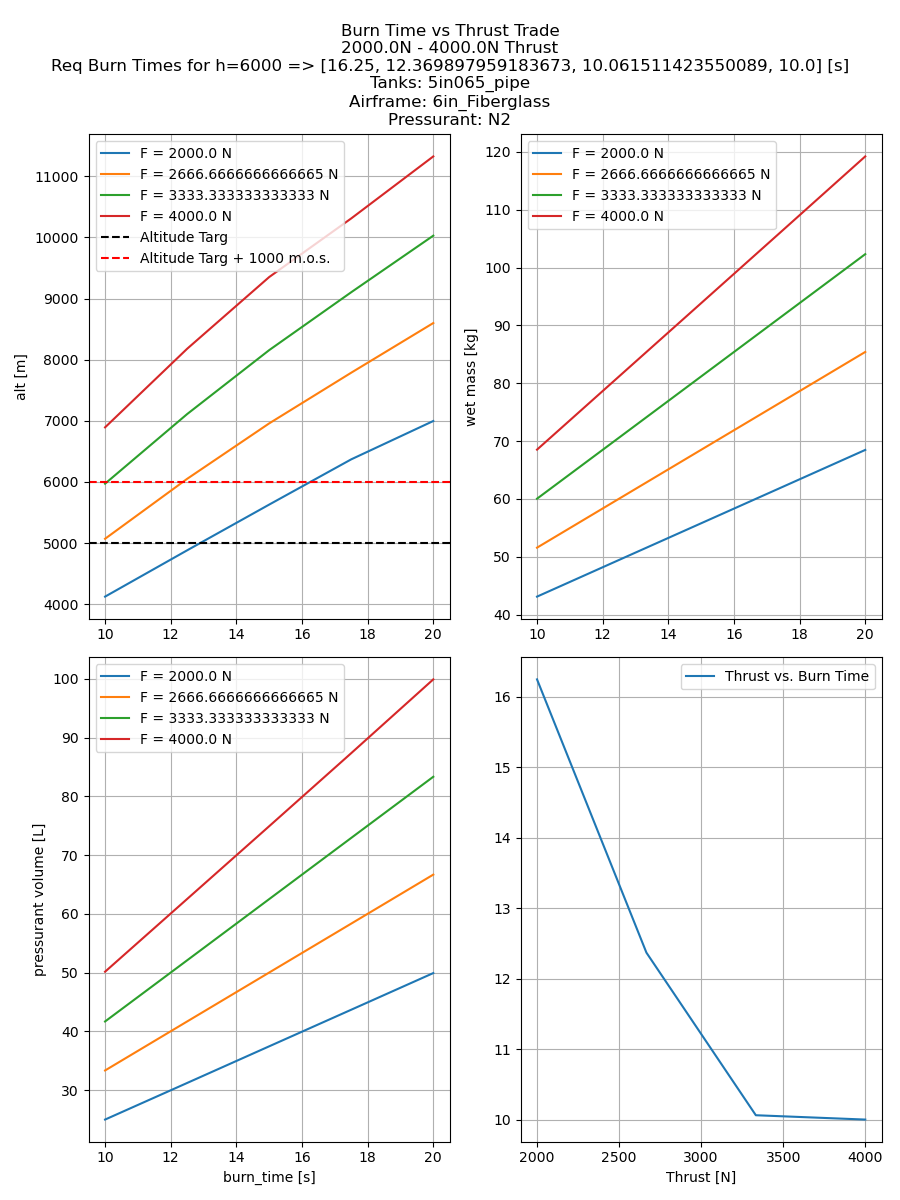 Burn Time vs Thrust Trade
2000.0N - 4000.0N Thrust
Req Burn Times for h=6000 => [16.25, 12.369897959183673, 10.061511423550089, 10.0] [s]
Tanks: 5in065_pipe
Airframe: 6in_Fiberglass
Pressurant: N2
F = 2000.0 N
F = 2666.6666666666665 N
F = 3333.333333333333 N
F = 4000.0 N
Altitude Targ
Altitude Targ + 1000 m.o.s.
alt [m]
11000
10000
9000
8000
7000
6000
5000
4000
10 12 14 16 18 20
F = 2000.0 N
F = 2666.6666666666665 N
F = 3333.333333333333 N
F = 4000.0 N
wet mass [kg]
120
110
100
90
80
70
60
50
40
10 12 14 16 18 20
F = 2000.0 N
F = 2666.6666666666665 N
F = 3333.333333333333 N
F = 4000.0 N
pressurant volume [L]
100
90
80
70
60
50
40
30
10 12 14 16 18 20
burn_time [s]
Thrust vs. Burn Time
16
15
14
13
12
11
10
2000 2500 3000 3500 4000
Thrust [N]